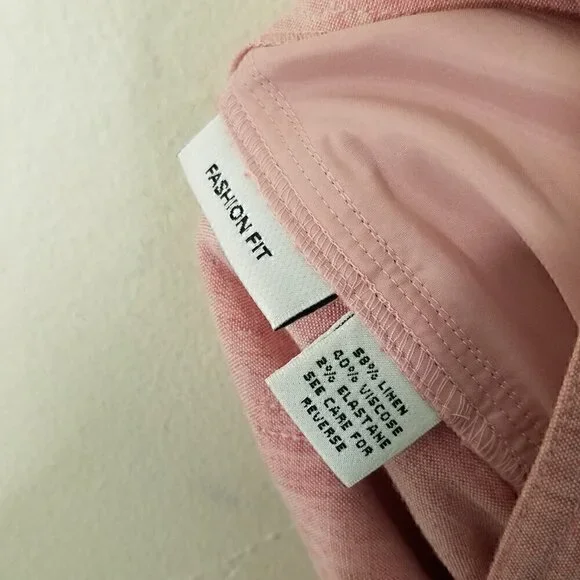 FASHION FIT
58% LINEN
40% VISCOSE
2% ELASTANE
SEE CARE FOR
REVERSE